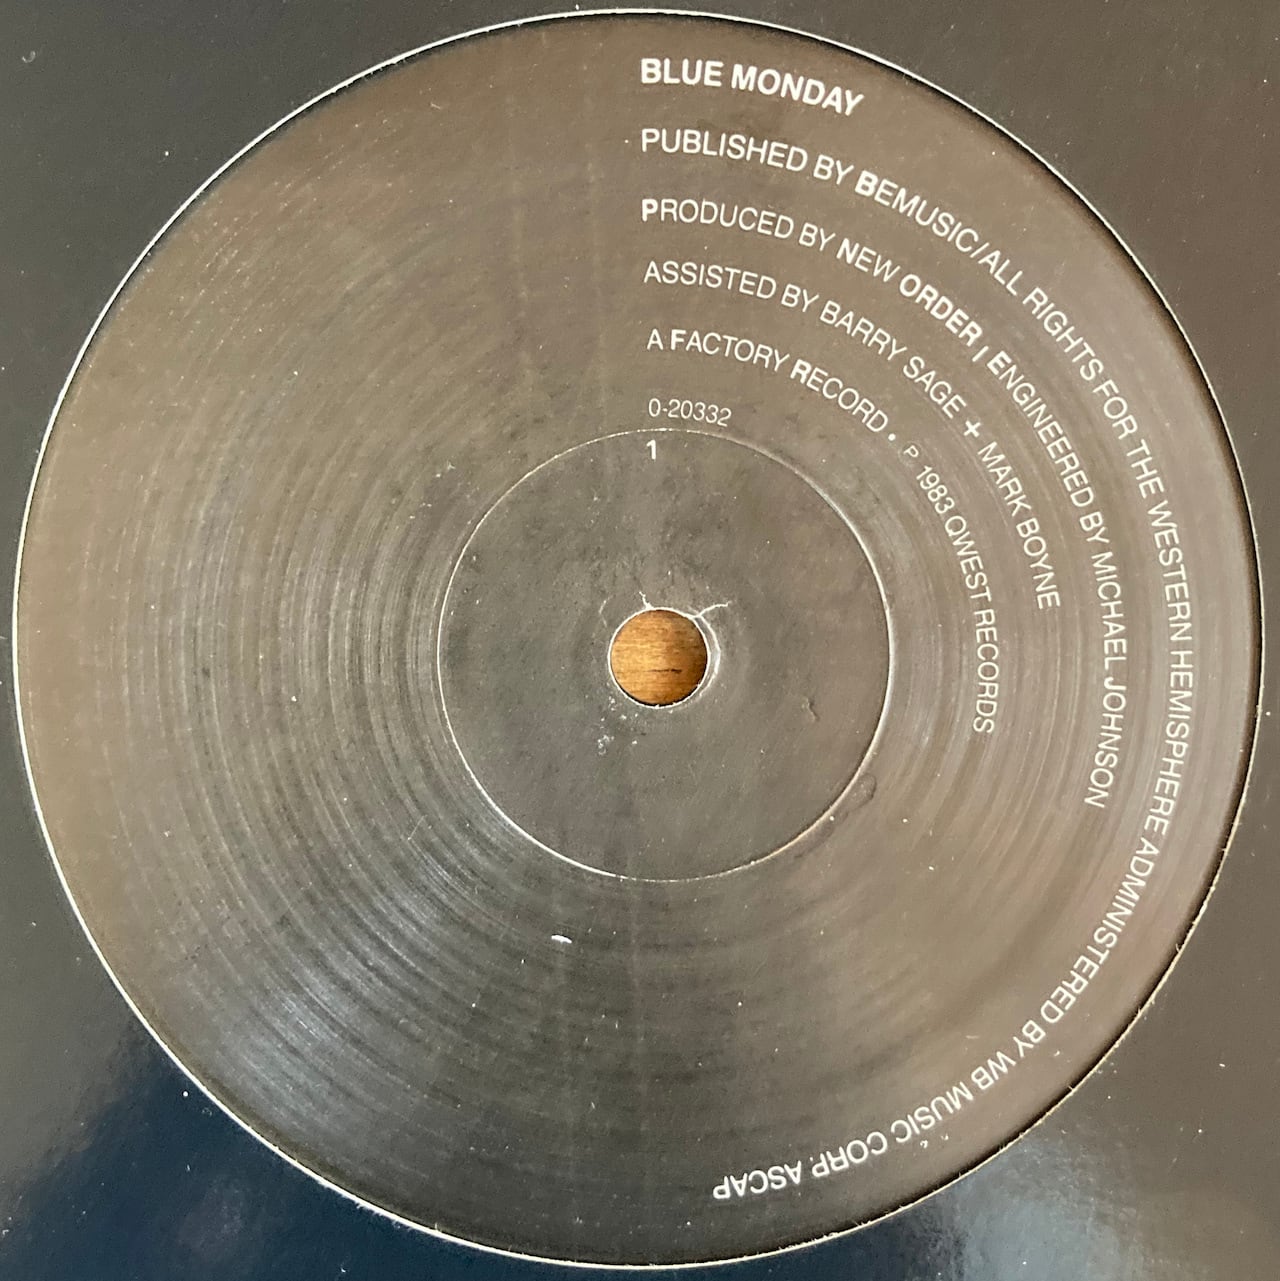 BLUE MONDAY
PUBLISHED BY BEMUSIC/ALL RIGHTS FOR THE WESTERN HEMISPHERE ADMINISTERED BY WB MUSIC CORP. ASCAP
PRODUCED BY NEW ORDER / ENGINEERED BY MICHAEL JOHNSON
ASSISTED BY BARRY SAGE + MARK BOYNE
A FACTORY RECORD • P 1983 QWEST RECORDS
0-20332
1